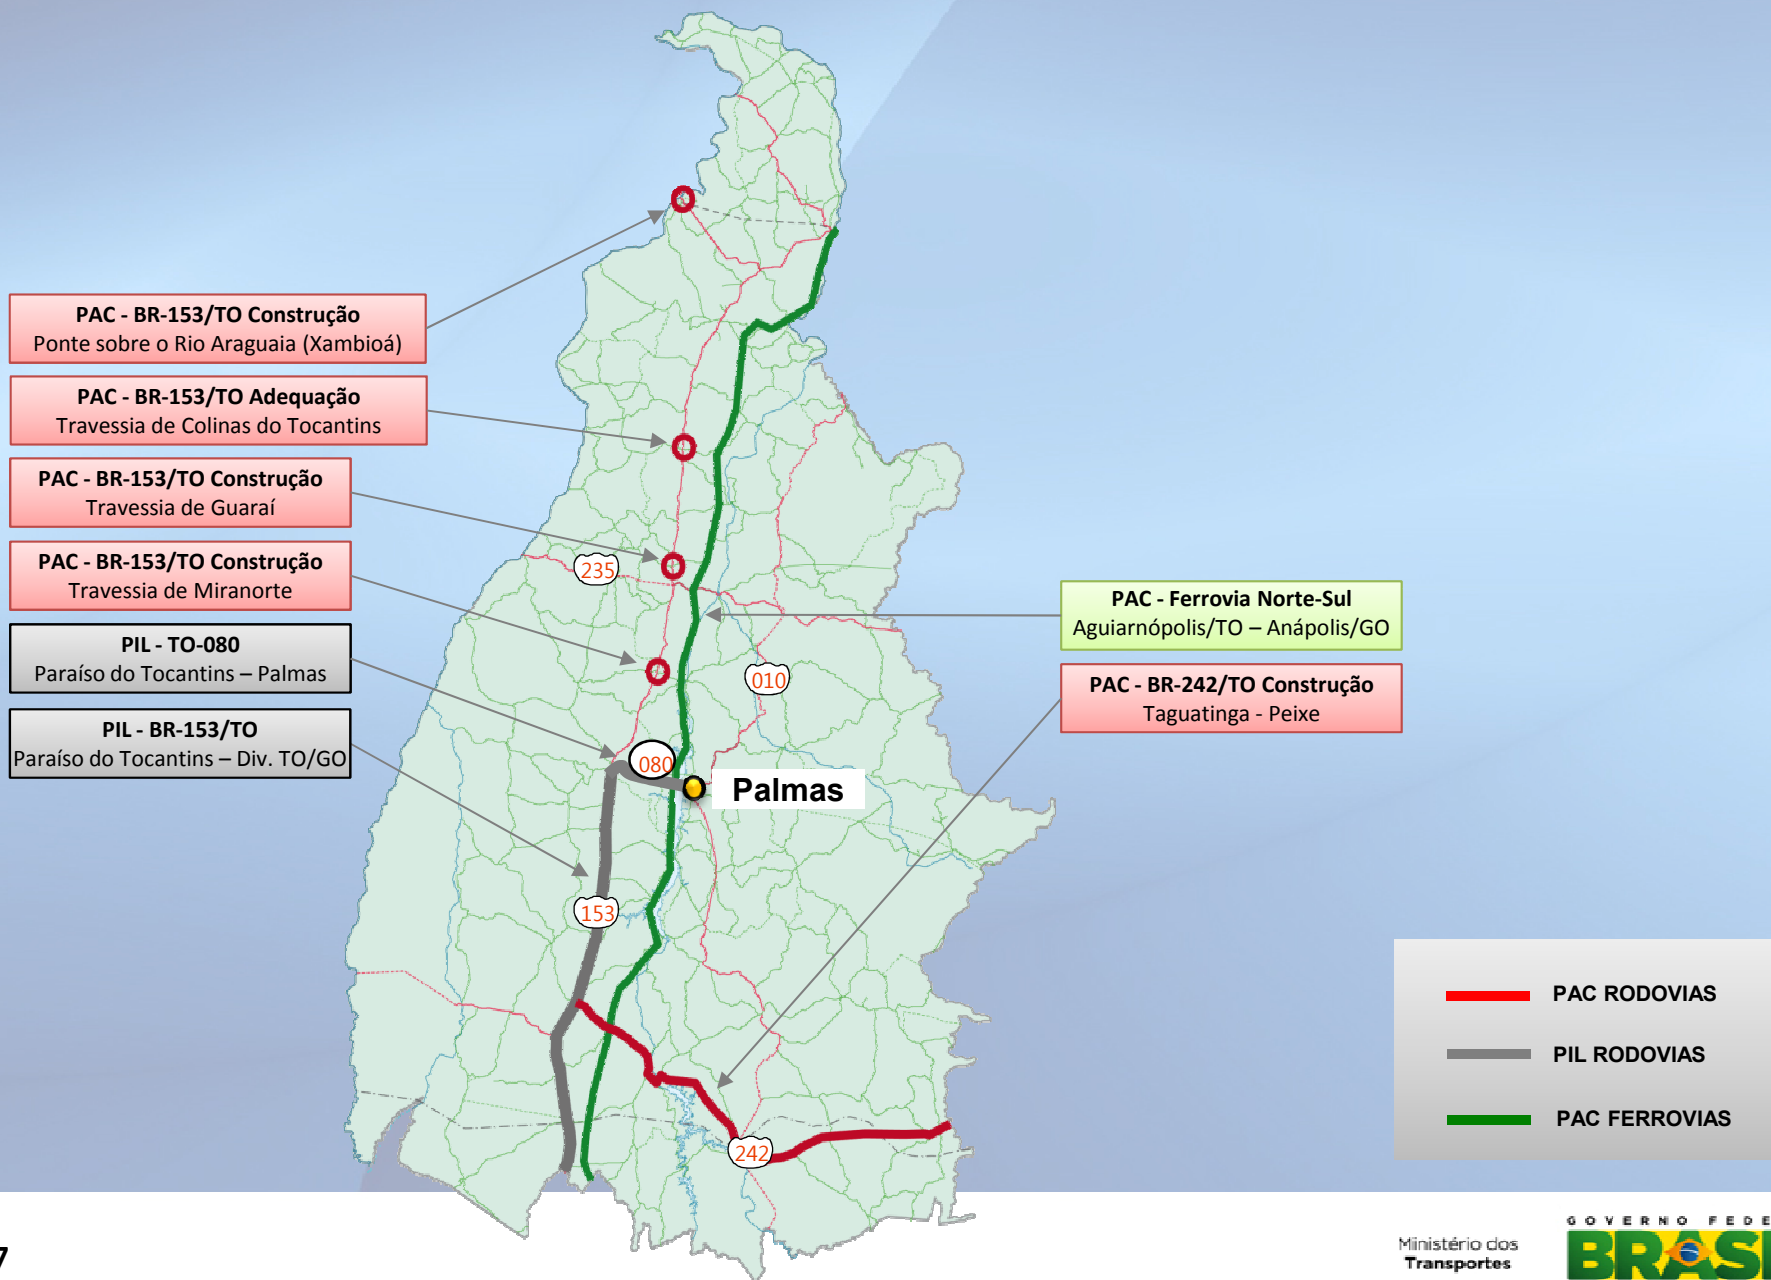 PAC - BR-153/TO Construção
Ponte sobre o Rio Araguaia (Xambioá)
PAC - BR-153/TO Adequação
Travessia de Colinas do Tocantins
PAC - BR-153/TO Construção
Travessia de Guaraí
PAC - BR-153/TO Construção
Travessia de Miranorte
PIL - TO-080
Paraíso do Tocantins – Palmas
PIL - BR-153/TO
Paraíso do Tocantins – Div. TO/GO
235
010
080
Palmas
153
242
PAC - Ferrovia Norte-Sul
Aguiarnópolis/TO – Anápolis/GO
PAC - BR-242/TO Construção
Taguatinga - Peixe
PAC RODOVIAS
PIL RODOVIAS
PAC FERROVIAS
7
Ministério dos
Transportes
GOVERNO FEDE
BRASI